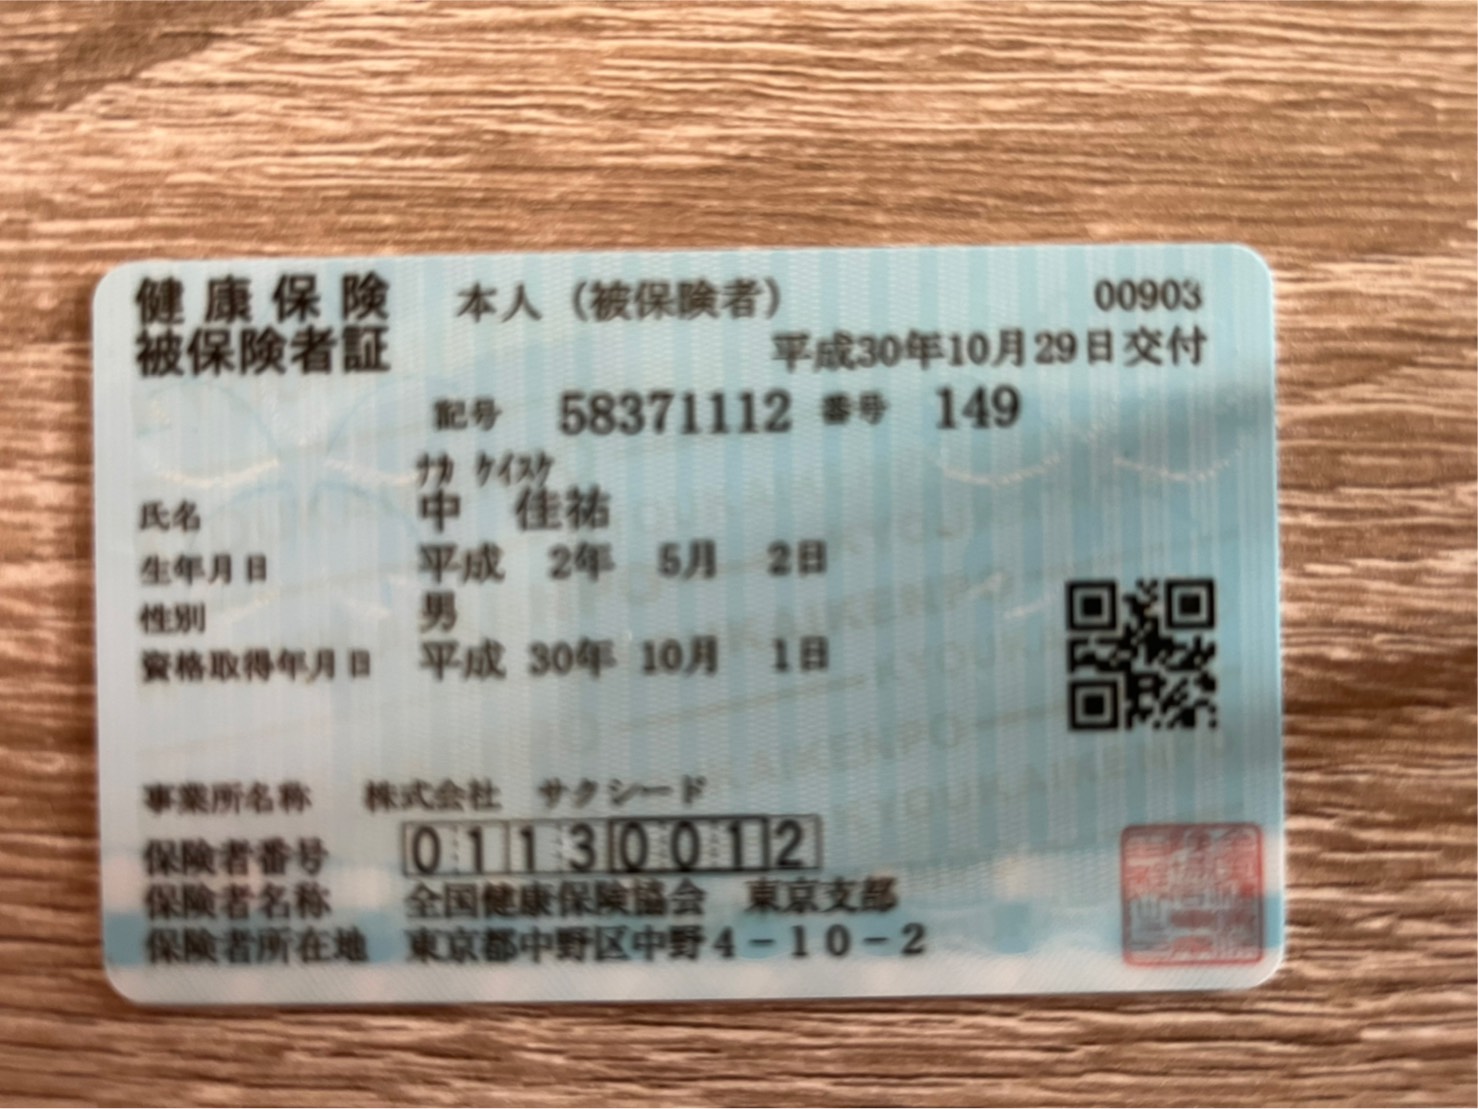 健康保険 本人（被保険者） 00903
被保険者証 平成30年10月29日交付
記号 58371112 番号 149
ナカ ケイスケ
氏名 中 佳祐
生年月日 平成 2年 5月 2日
性別 男
資格取得年月日 平成 30年 10月 1日
事業所名称 株式会社 サクシード
保険者番号 01130012
保険者名称 全国健康保険協会 東京支部
保険者所在地 東京都中野区中野4－10－2